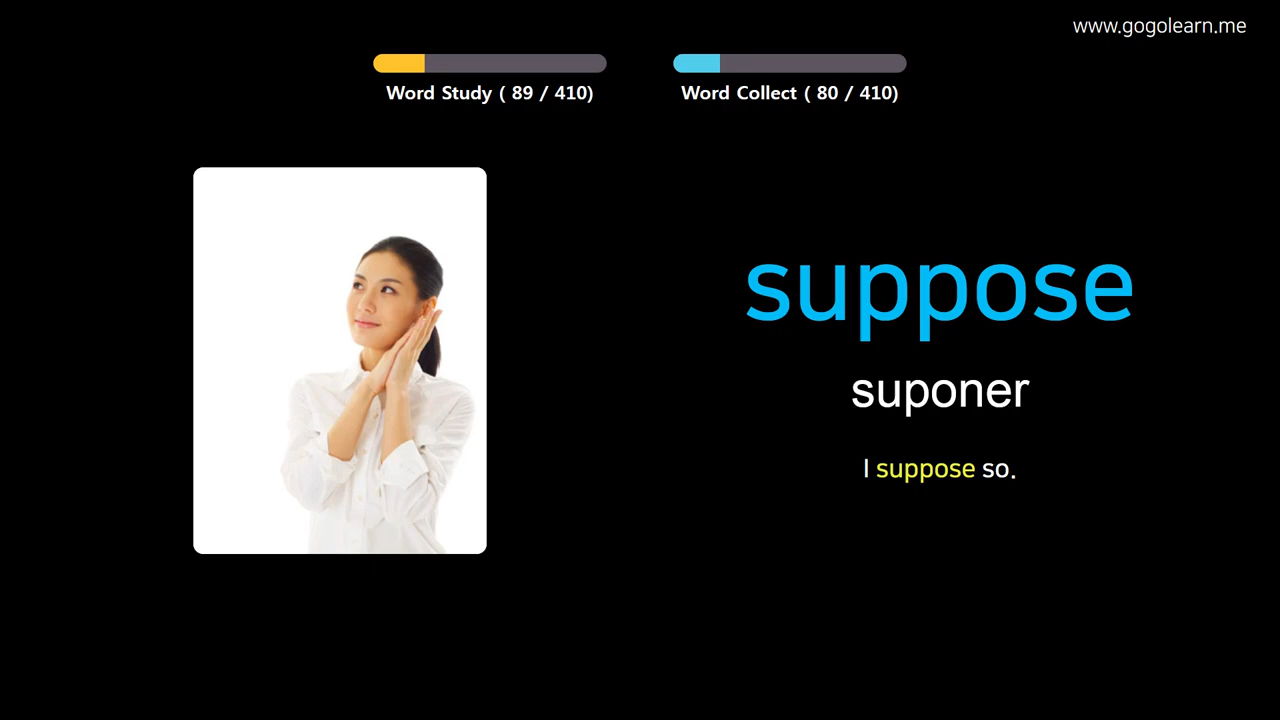 www.gogolearn.me
Word Study ( 89 / 410)
Word Collect ( 80 / 410)
suppose
suponer
I suppose so.